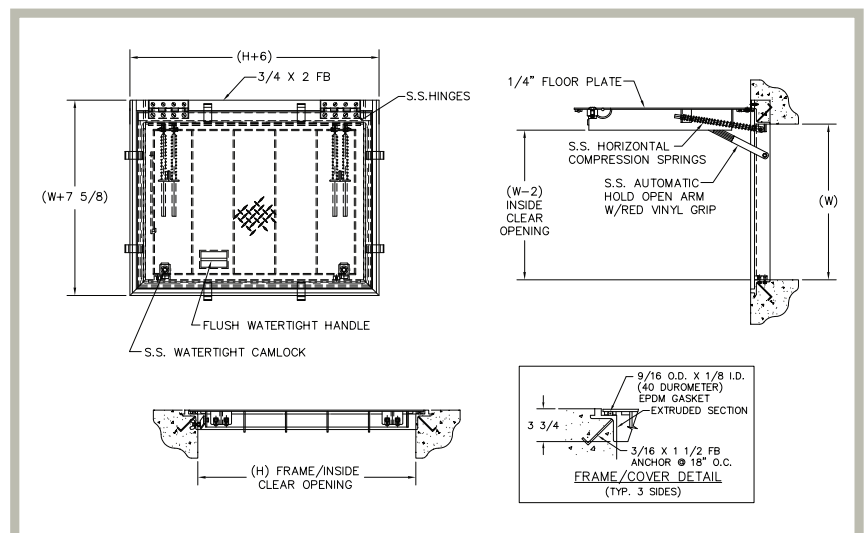 (H+6)
3/4 X 2 FB
S.S.HINGES
(W+7 5/8)
FLUSH WATERTIGHT HANDLE
S.S. WATERTIGHT CAMLOCK
1/4" FLOOR PLATE
S.S. HORIZONTAL
COMPRESSION SPRINGS
S.S. AUTOMATIC
HOLD OPEN ARM
W/RED VINYL GRIP
(W-2)
INSIDE
CLEAR
OPENING
(W)
(H) FRAME/INSIDE
CLEAR OPENING
9/16 O.D. X 1/8 I.D.
(40 DUROMETER)
EPDM GASKET
EXTRUDED SECTION
3 3/4
3/16 X 1 1/2 FB
ANCHOR @ 18" O.C.
FRAME/COVER DETAIL
(TYP. 3 SIDES)